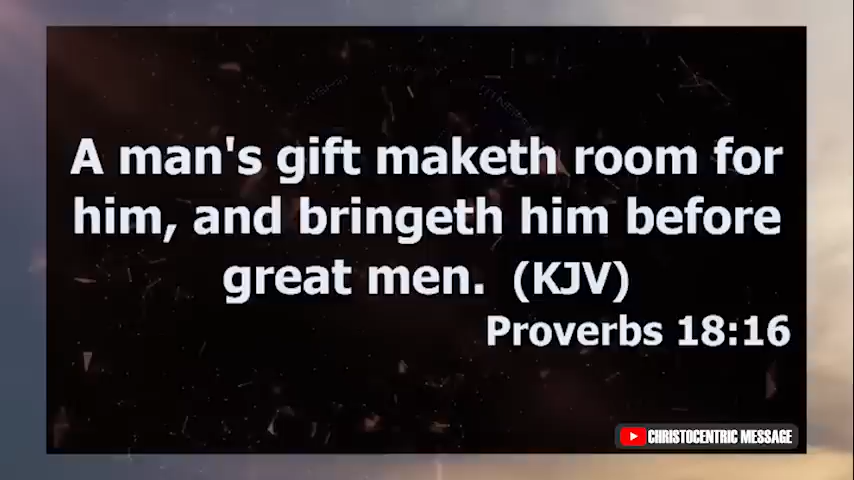 A man's gift maketh room for
him, and bringeth him before
great men. (KJV)
Proverbs 18:16
CHRISTOCENTRIC MESSAGE